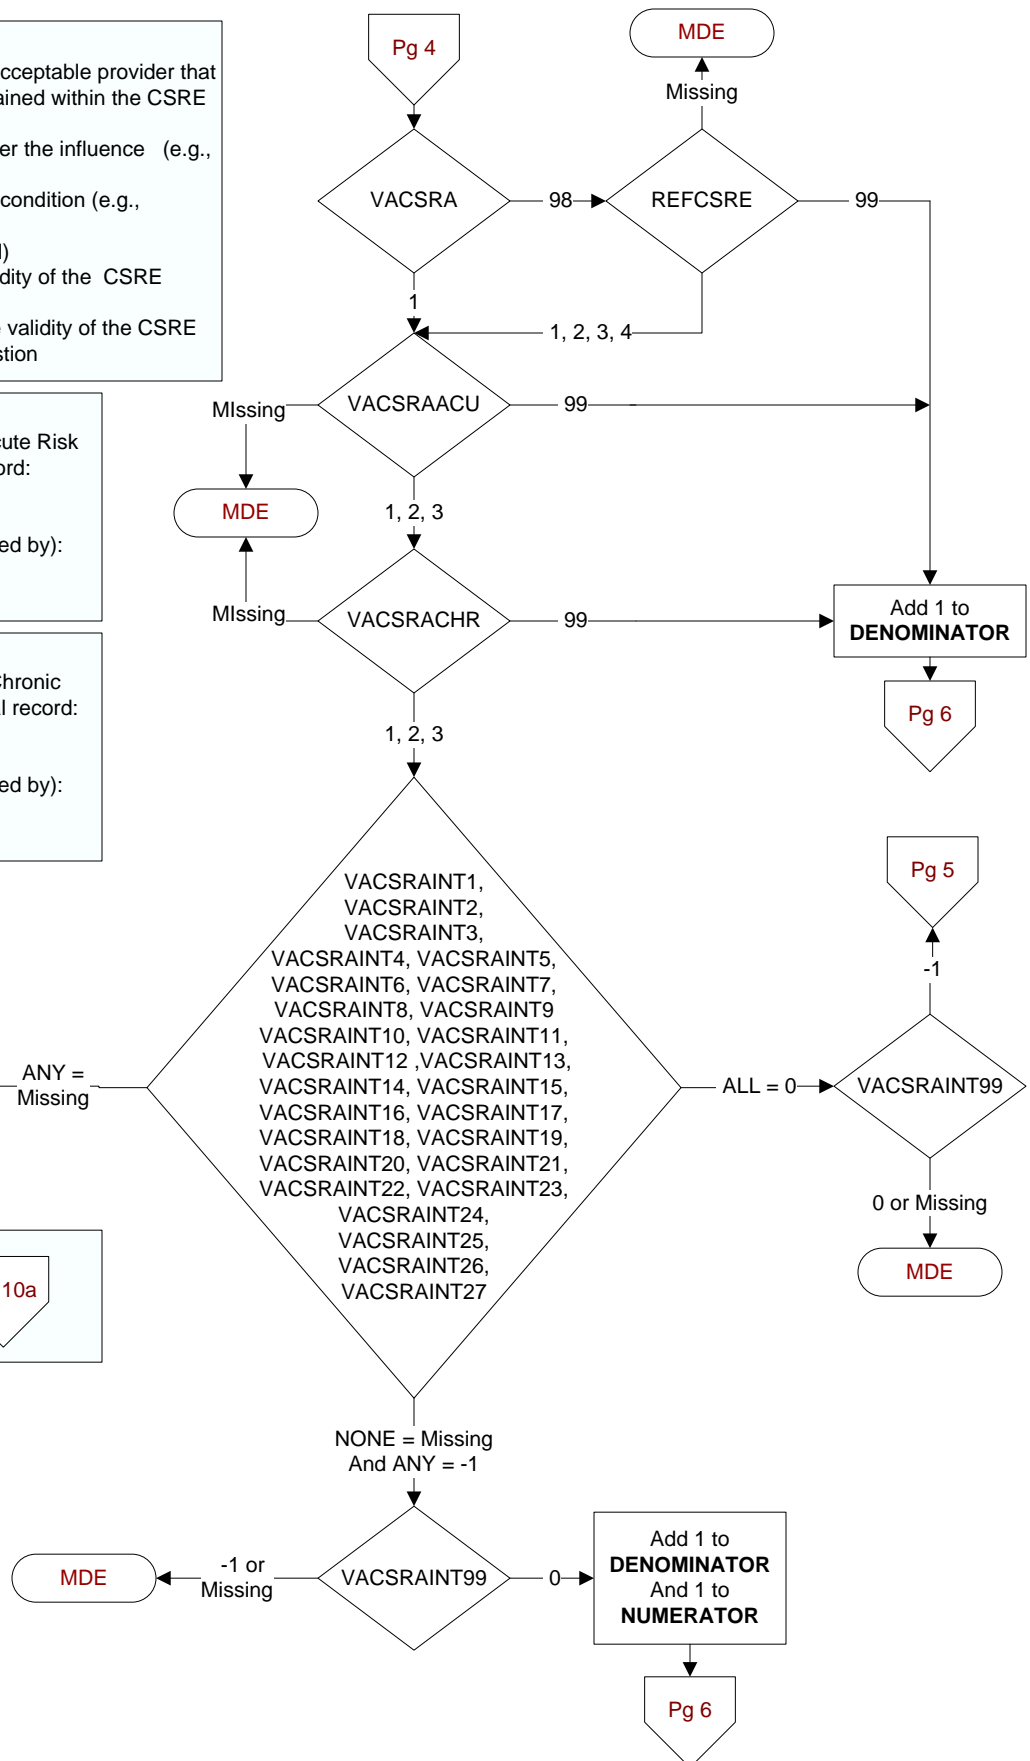 Pg 4
MDE
Missing
cceptable provider that
ained within the CSRE
er the influence (e.g.,
condition (e.g.,
l)
dity of the CSRE
e validity of the CSRE
stion
VACSRA
98
REFCSRE
99
1
1, 2, 3, 4
VACSRAACU
MIssing
99
cute Risk
ord:
ed by):
MDE
1, 2, 3
VACSRACHR
MIssing
99
Add 1 to
DENOMINATOR
Pg 6
Chronic
al record:
ed by):
1, 2, 3
VACSRAINT1,
VACSRAINT2,
VACSRAINT3,
VACSRAINT4, VACSRAINT5,
VACSRAINT6, VACSRAINT7,
VACSRAINT8, VACSRAINT9
VACSRAINT10, VACSRAINT11,
VACSRAINT12 ,VACSRAINT13,
VACSRAINT14, VACSRAINT15,
VACSRAINT16, VACSRAINT17,
VACSRAINT18, VACSRAINT19,
VACSRAINT20, VACSRAINT21,
VACSRAINT22, VACSRAINT23,
VACSRAINT24,
VACSRAINT25,
VACSRAINT26,
VACSRAINT27
ANY =
Missing
ALL = 0
Pg 5
-1
VACSRAINT99
0 or Missing
MDE
10a
NONE = Missing
And ANY = -1
VACSRAINT99
-1 or
Missing
MDE
0
Add 1 to
DENOMINATOR
And 1 to
NUMERATOR
Pg 6